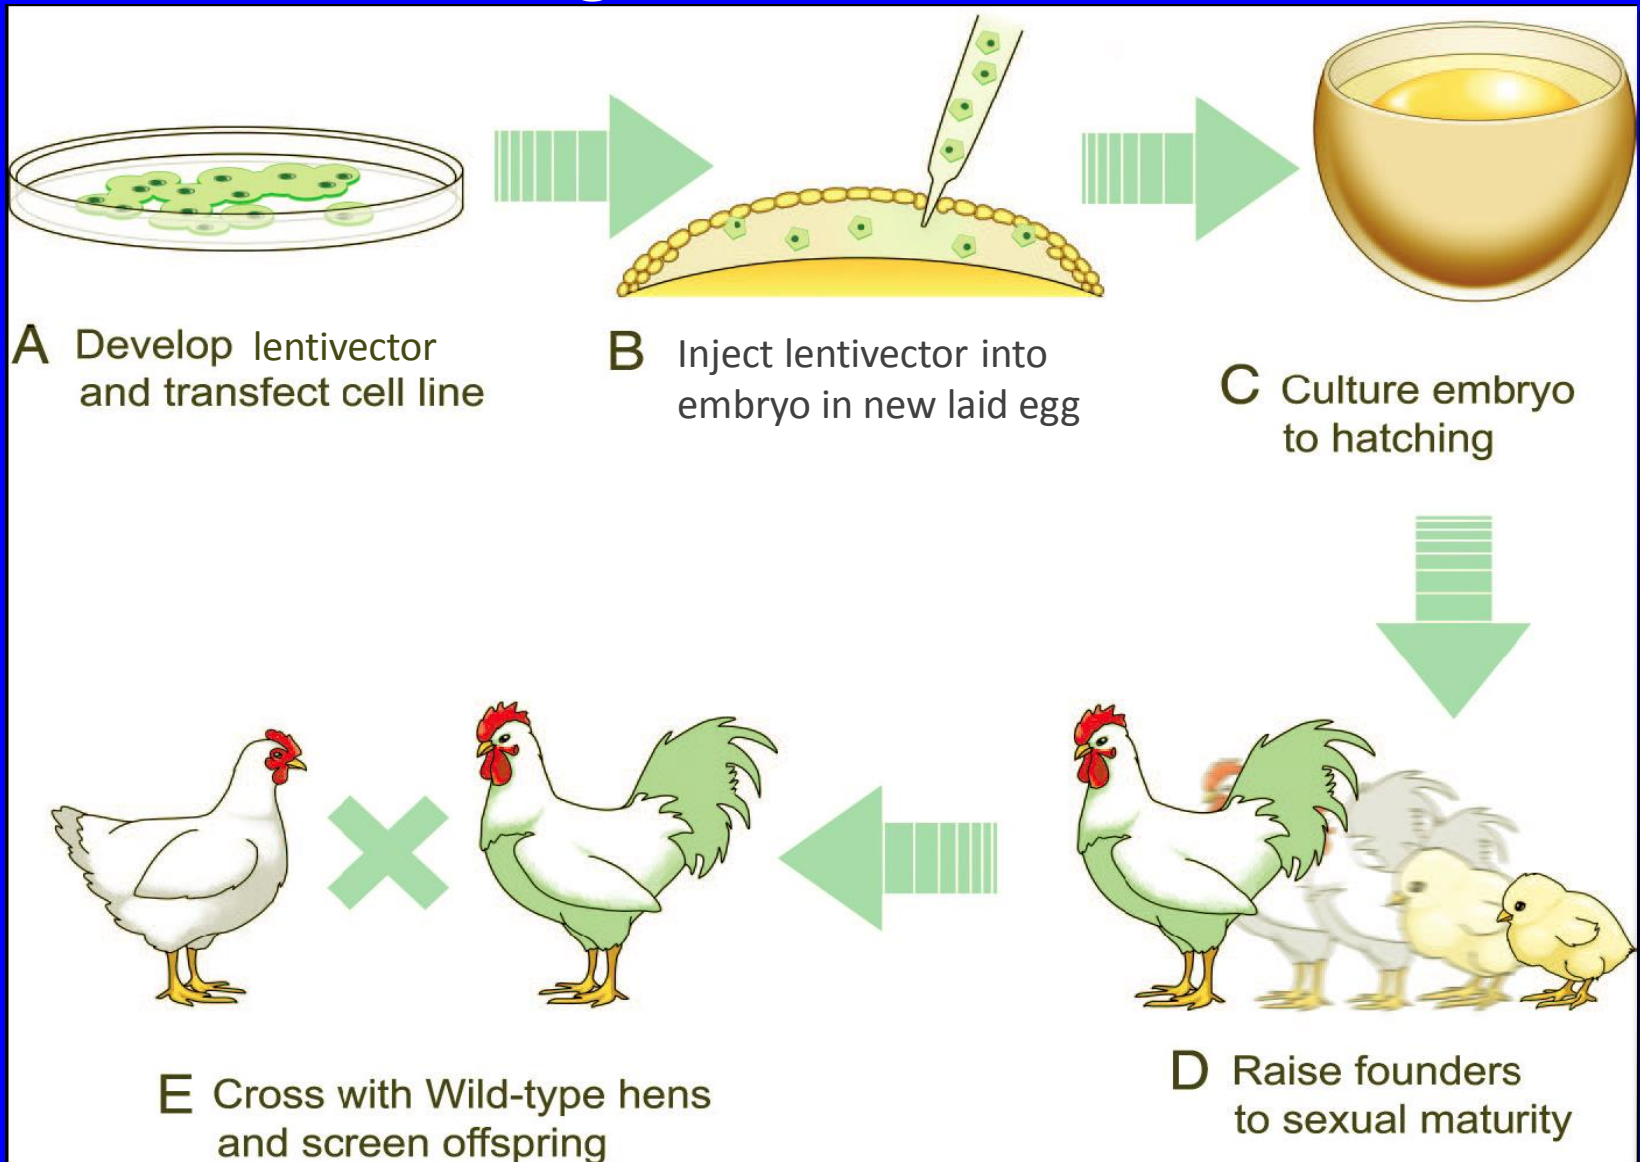 A Develop lentivector
and transfect cell line
B Inject lentivector into
embryo in new laid egg
C Culture embryo
to hatching
D Raise founders
to sexual maturity
E Cross with Wild-type hens
and screen offspring